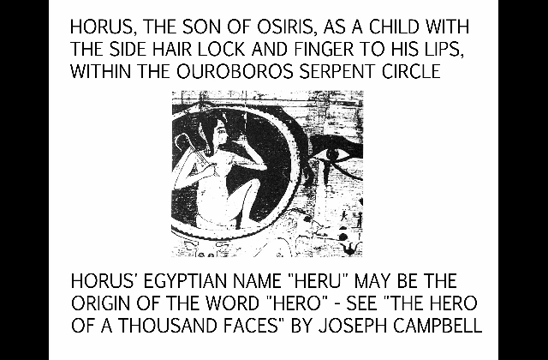 HORUS, THE SON OF OSIRIS, AS A CHILD WITH
THE SIDE HAIR LOCK AND FINGER TO HIS LIPS,
WITHIN THE OUROBOROS SERPENT CIRCLE
HORUS' EGYPTIAN NAME "HERU" MAY BE THE
ORIGIN OF THE WORD "HERO" - SEE "THE HERO
OF A THOUSAND FACES" BY JOSEPH CAMPBELL